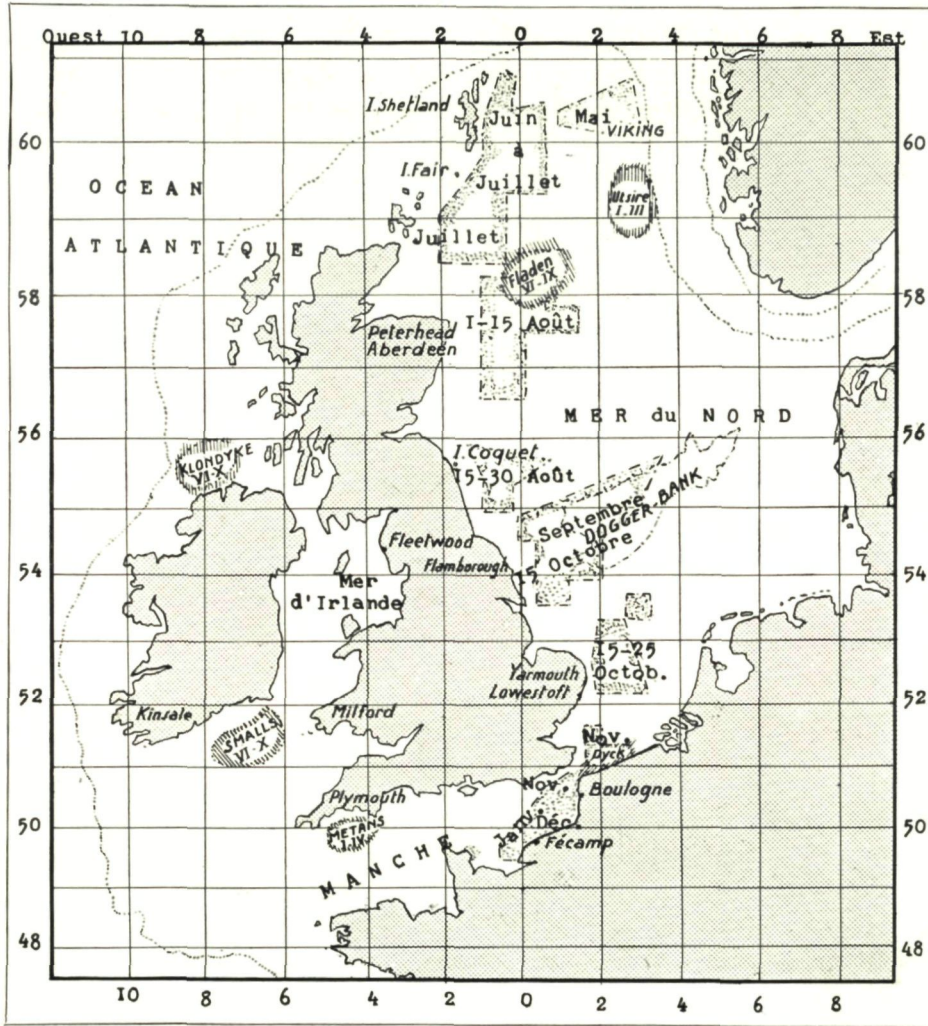 Ouest 10 8 6 4 2 0 2 4 6 Est 8
I. Shetland
Juin
à
Juillet
Mai
VIKING
60 60
I. Fair
OCEAN
ATLANTIQUE
Utsire
I.III
Juillet
Fladen
VI-IX
58 58
I-15 Août
Peterhead
Aberdeen
MER du NORD
56 56
KLONDYKE
VI-X
I. Coquet
15-30 Août
Septembre
DOGGER-BANK
15 Octobre
Fleetwood
Flamborough
54 54
Mer
d'Irlande
15-25
Octob.
Yarmouth
Lowestoft
52 52
Kinsale
SMALLS
VI-X
Milford
Nov.
Dyck
Plymouth
Nov.
Boulogne
50 50
METANS
I.IV
Janv.
Déc.
Fécamp
MANCHE
48 48
10 8 6 4 2 0 2 4 6 8